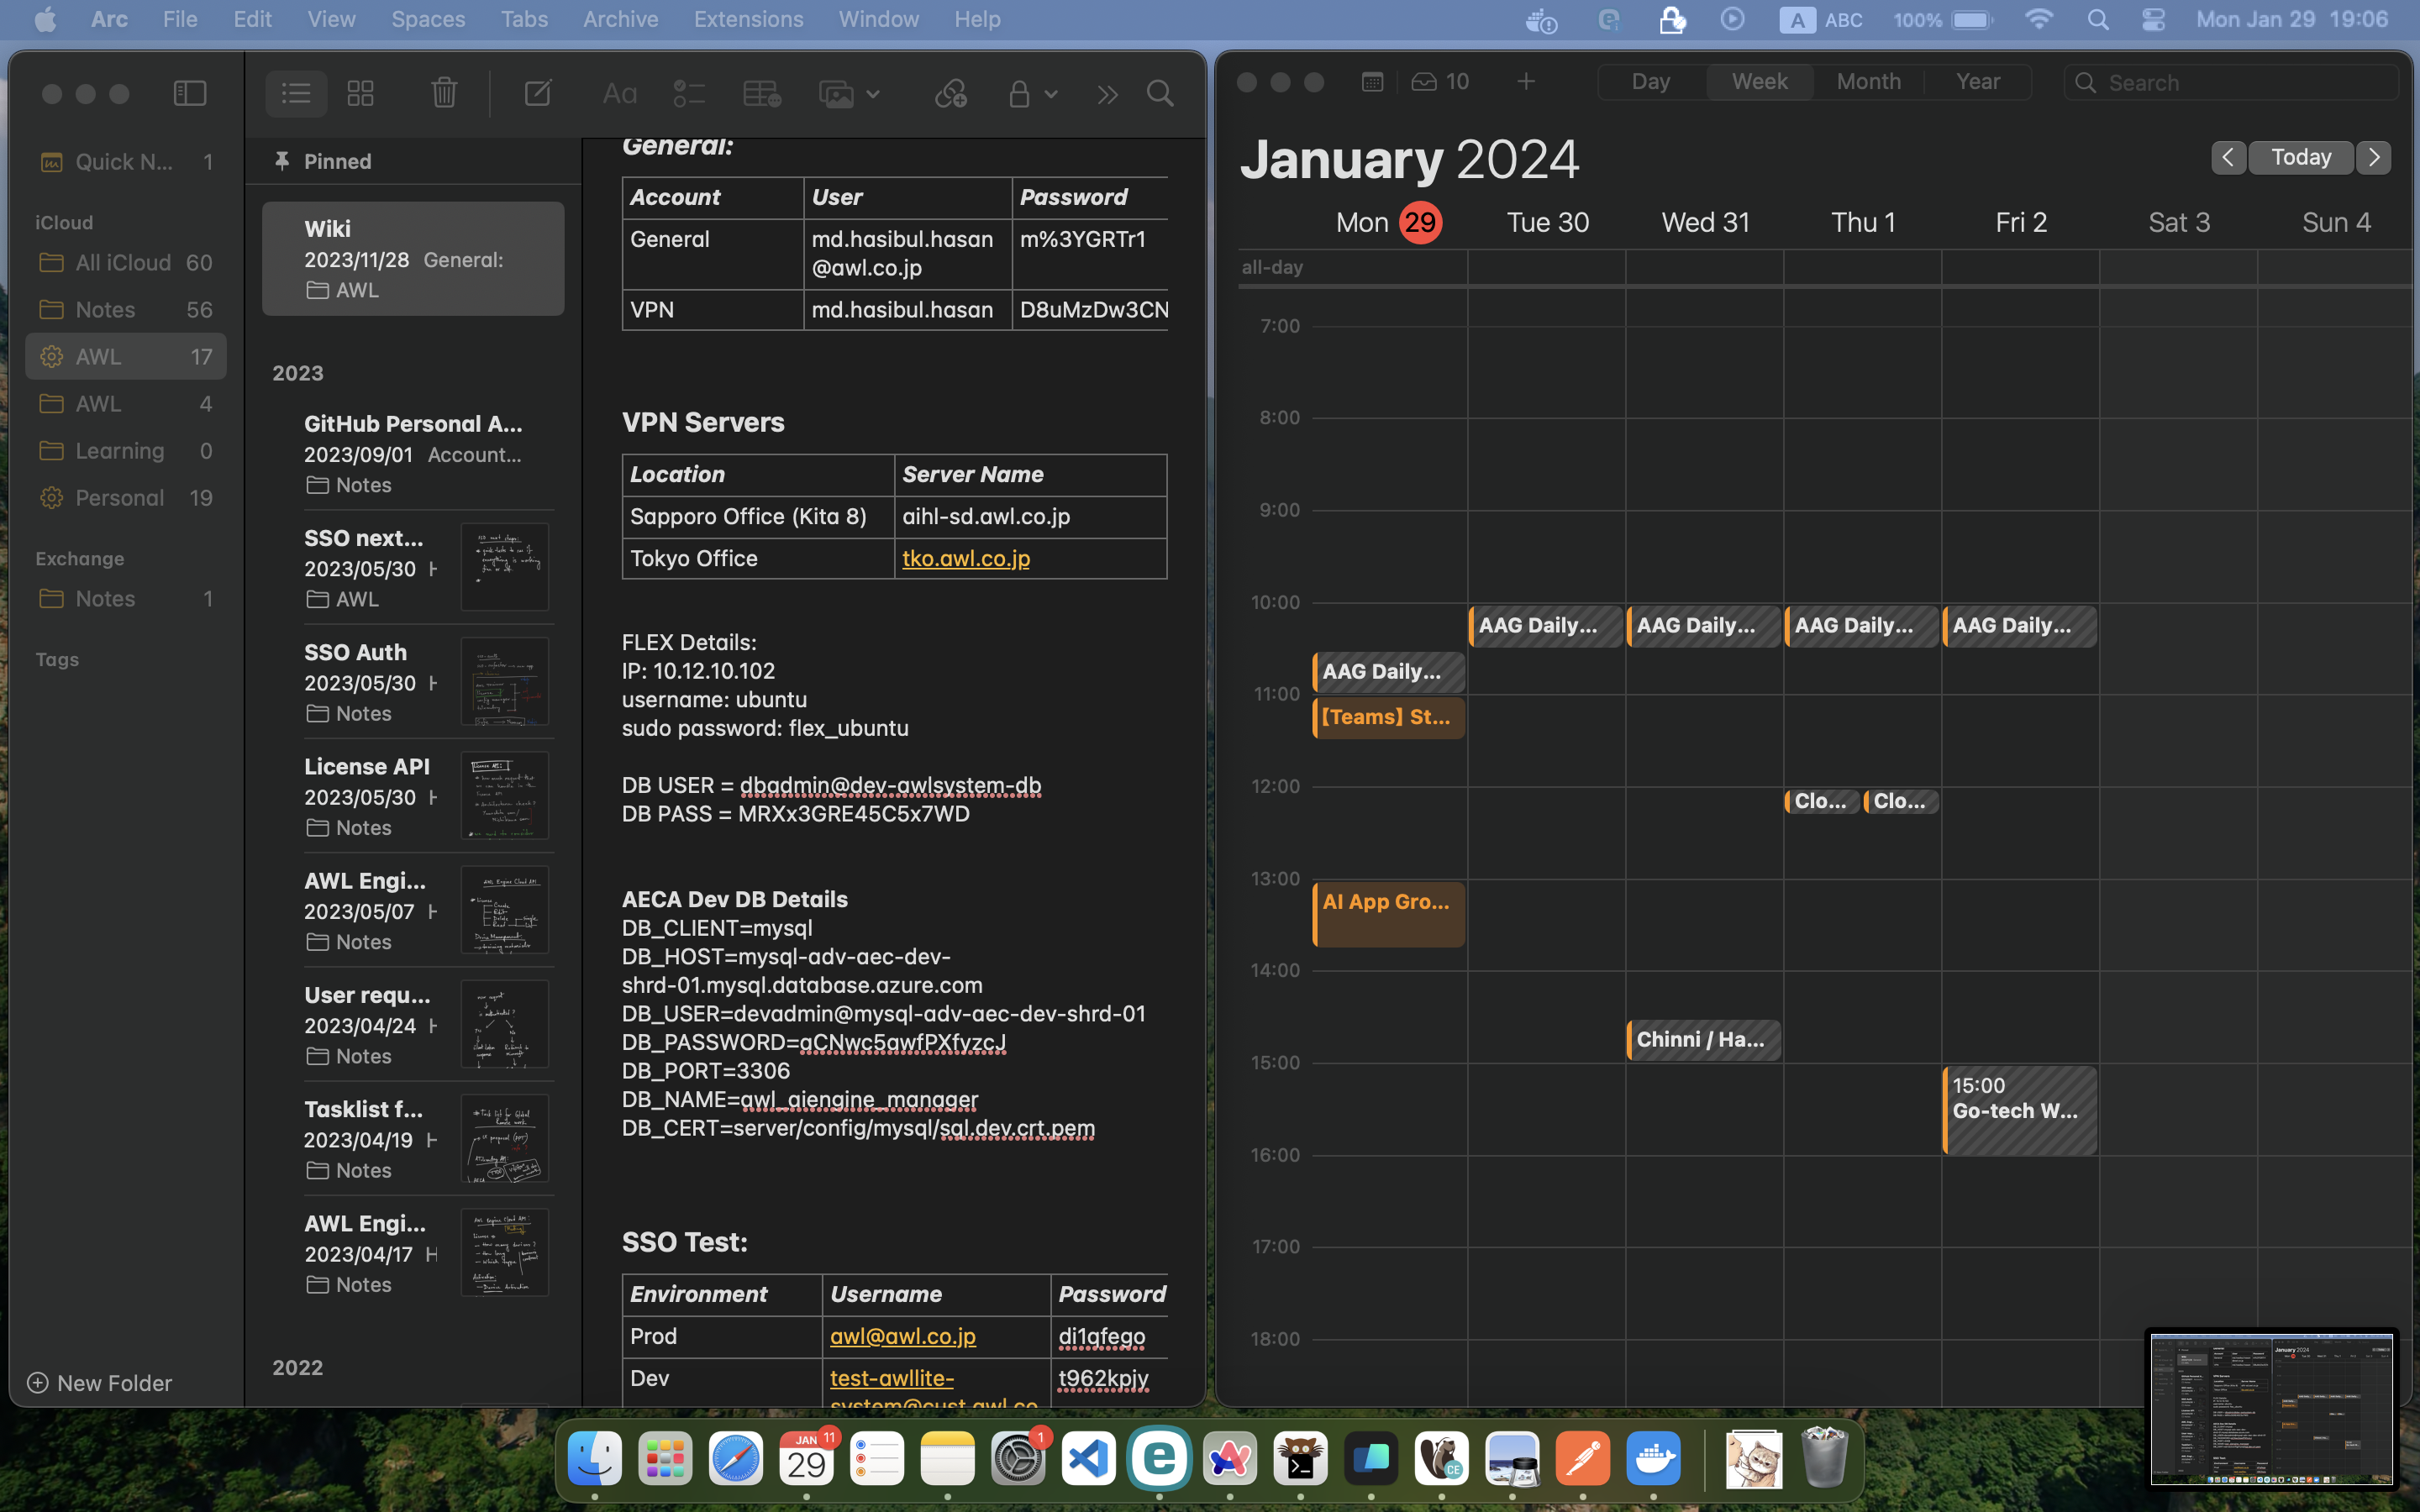 Arc File Edit View Spaces Tabs Archive Extensions Window Help
A ABC 100% Mon Jan 29 19:06
Quick N... 1
iCloud
All iCloud 60
Notes 56
AWL 17
AWL 4
Learning 0
Personal 19
Exchange
Notes 1
Tags
New Folder
Pinned
Wiki
2023/11/28 General:
AWL
2023
GitHub Personal A...
2023/09/01 Account...
Notes
SSO next...
2023/05/30
AWL
SSO Auth
2023/05/30
Notes
License API
2023/05/30
Notes
AWL Engi...
2023/05/07
Notes
User requ...
2023/04/24
Notes
Tasklist f...
2023/04/19
Notes
AWL Engi...
2023/04/17
Notes
2022
Aa
General:
Account User Password
General md.hasibul.hasan m%3YGRTr1
@awl.co.jp
VPN md.hasibul.hasan D8uMzDw3CN
VPN Servers
Location Server Name
Sapporo Office (Kita 8) aihl-sd.awl.co.jp
Tokyo Office tko.awl.co.jp
FLEX Details:
IP: 10.12.10.102
username: ubuntu
sudo password: flex_ubuntu
DB USER = dbadmin@dev-awlsystem-db
DB PASS = MRXx3GRE45C5x7WD
AECA Dev DB Details
DB_CLIENT=mysql
DB_HOST=mysql-adv-aec-dev-
shrd-01.mysql.database.azure.com
DB_USER=devadmin@mysql-adv-aec-dev-shrd-01
DB_PASSWORD=aCNwc5awfPXfyzcJ
DB_PORT=3306
DB_NAME=awl_aiengine_manager
DB_CERT=server/config/mysql/sql.dev.crt.pem
SSO Test:
Environment Username Password
Prod awl@awl.co.jp di1qfego
Dev test-awllite- t962kpjy
system@cust.awl.co
10 + Day Week Month Year Search
January 2024
Today
Mon 29 Tue 30 Wed 31 Thu 1 Fri 2 Sat 3 Sun 4
all-day
7:00
8:00
9:00
10:00
AAG Daily... AAG Daily... AAG Daily... AAG Daily...
AAG Daily...
11:00
【Teams】St...
12:00
Clo... Clo...
13:00
AI App Gro...
14:00
Chinni / Ha...
15:00
15:00
Go-tech W...
16:00
17:00
18:00
JAN 11
29
1
CE